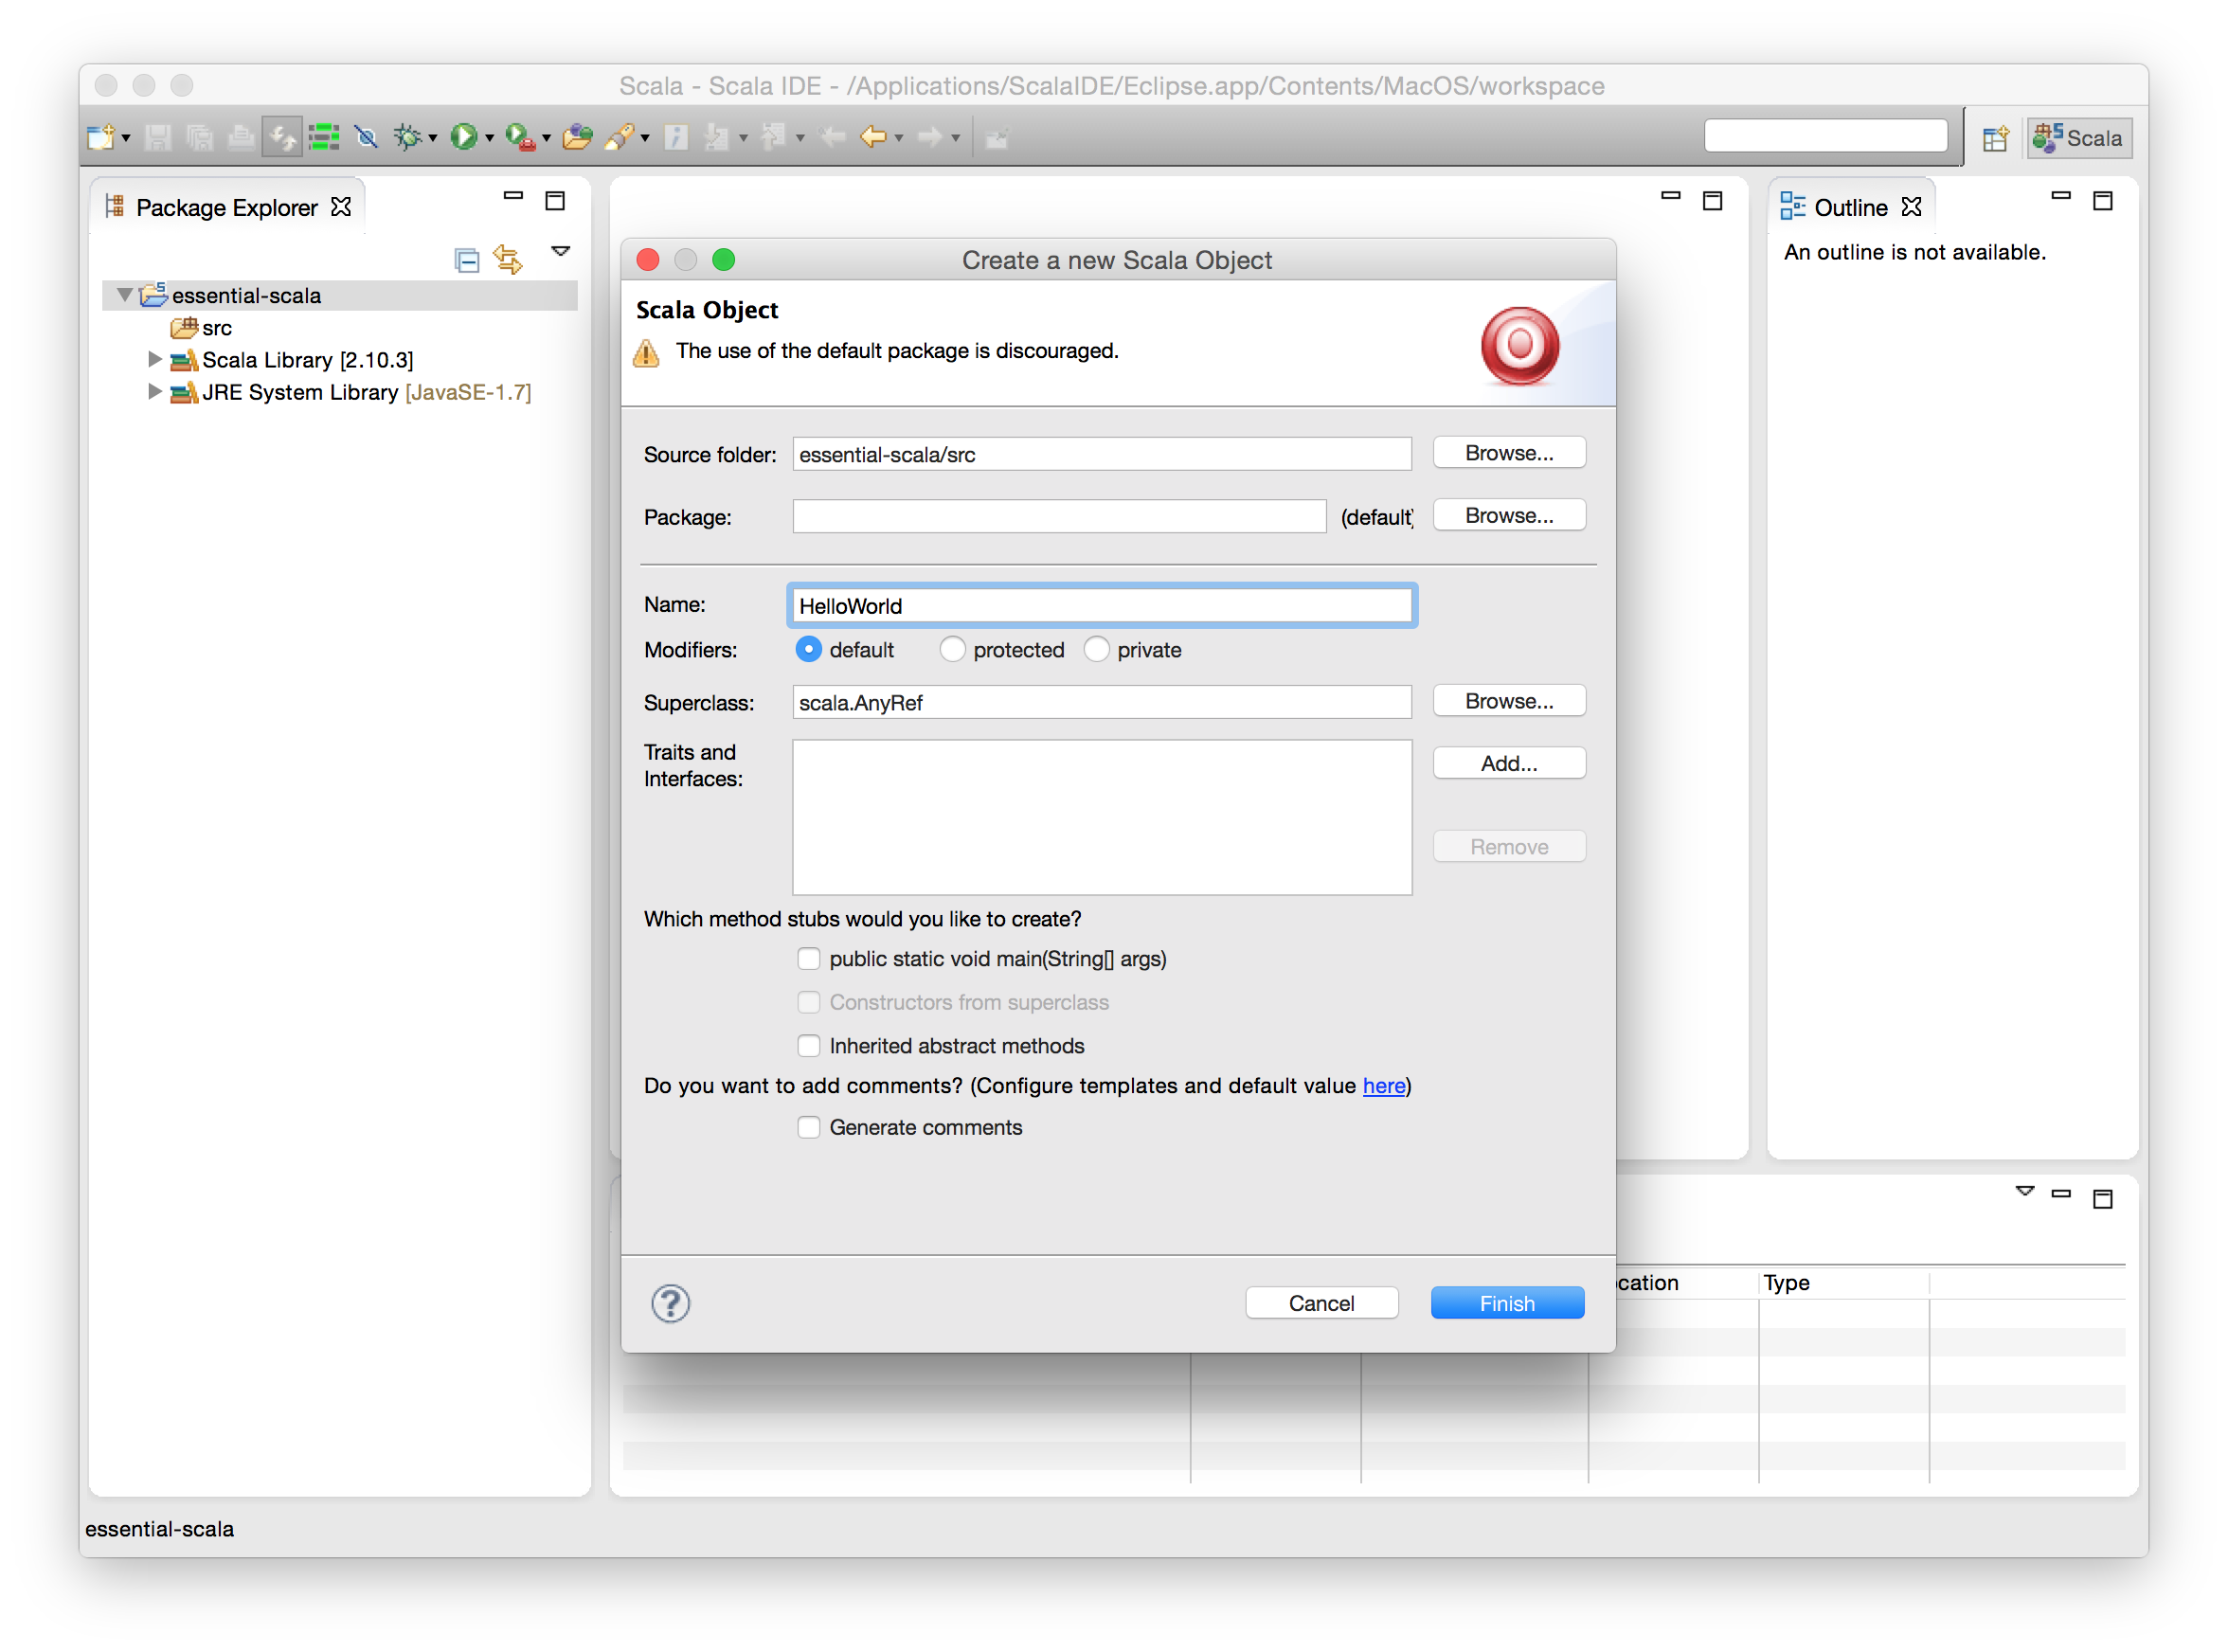 Scala - Scala IDE - /Applications/ScalaIDE/Eclipse.app/Contents/MacOS/workspace
Scala
Package Explorer
essential-scala
src
Scala Library [2.10.3]
JRE System Library [JavaSE-1.7]
Outline
An outline is not available.
Create a new Scala Object
Scala Object
The use of the default package is discouraged.
Source folder: essential-scala/src Browse...
Package: (default) Browse...
Name: HelloWorld
Modifiers: default protected private
Superclass: scala.AnyRef Browse...
Traits and
Interfaces:
Add...
Remove
Which method stubs would you like to create?
public static void main(String[] args)
Constructors from superclass
Inherited abstract methods
Do you want to add comments? (Configure templates and default value here)
Generate comments
Cancel Finish
cation Type
essential-scala